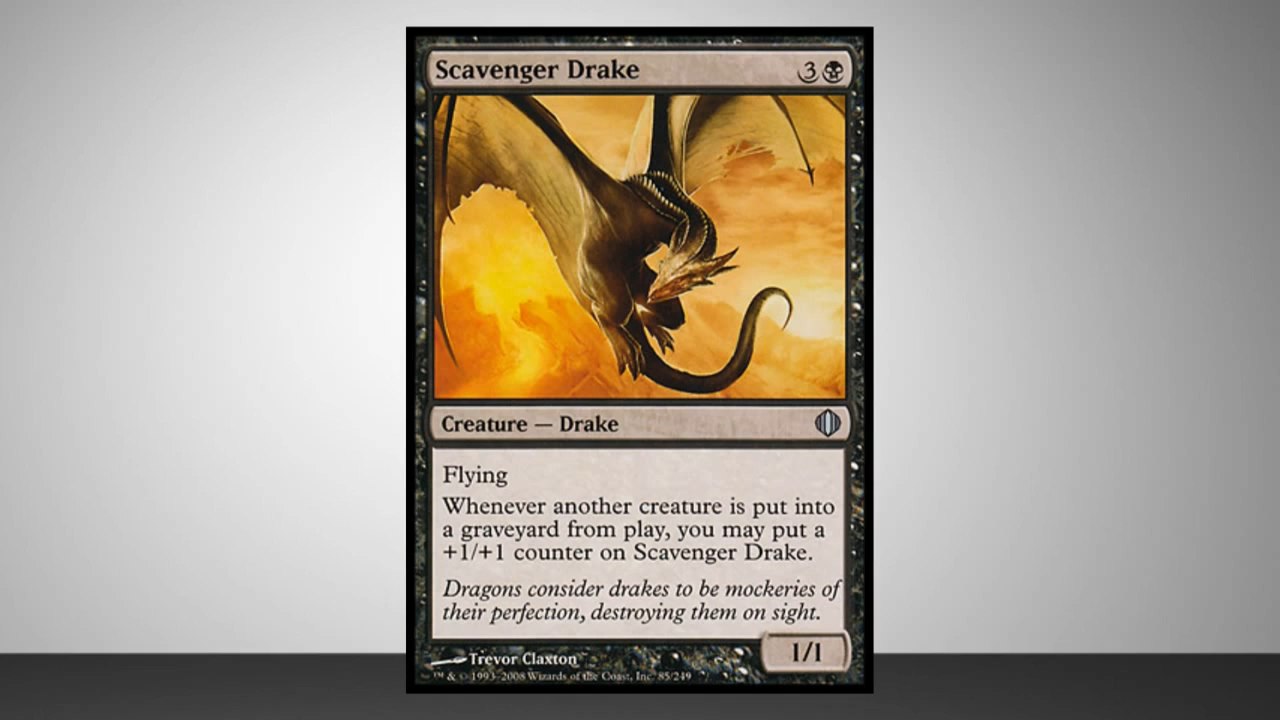 Scavenger Drake
3
Creature — Drake
Flying
Whenever another creature is put into
a graveyard from play, you may put a
+1/+1 counter on Scavenger Drake.
Dragons consider drakes to be mockeries of
their perfection, destroying them on sight.
1/1
Trevor Claxton
™ & © 1993–2008 Wizards of the Coast, Inc. 85/249